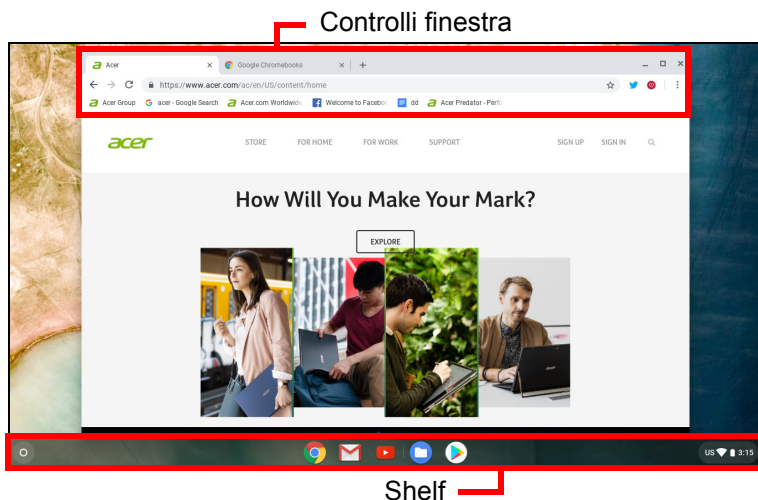 Controlli finestra
Acer Google Chromebooks
https://www.acer.com/ac/en/US/content/home
Acer Group acer - Google Search Acer.com Worldwide Welcome to Faceboo dd Acer Predator - Perfo
acer STORE FOR HOME FOR WORK SUPPORT SIGN UP SIGN IN
How Will You Make Your Mark?
EXPLORE
US 3:15
Shelf